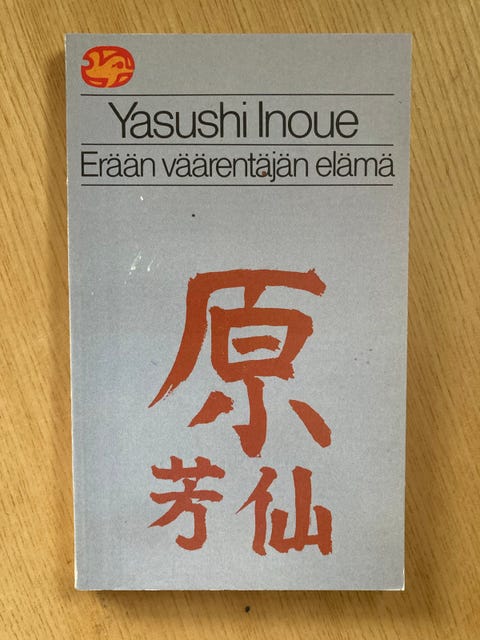 Yasushi Inoue
Erään väärentäjän elämä
原
芳仙